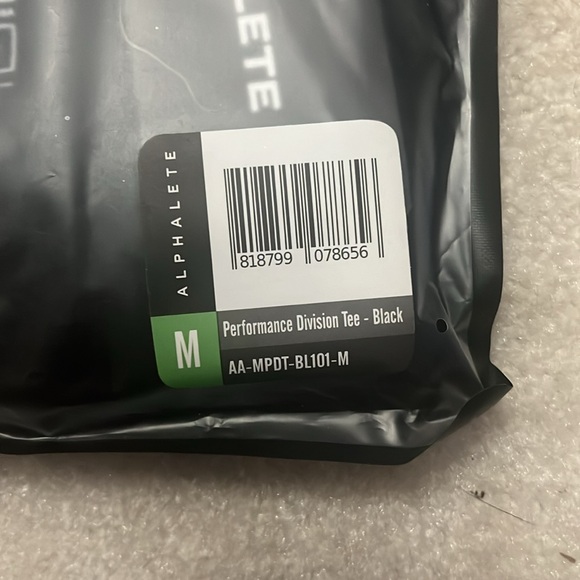 LETE
ALPHALETE
818799 078656
M
Performance Division Tee - Black
AA-MPDT-BL101-M